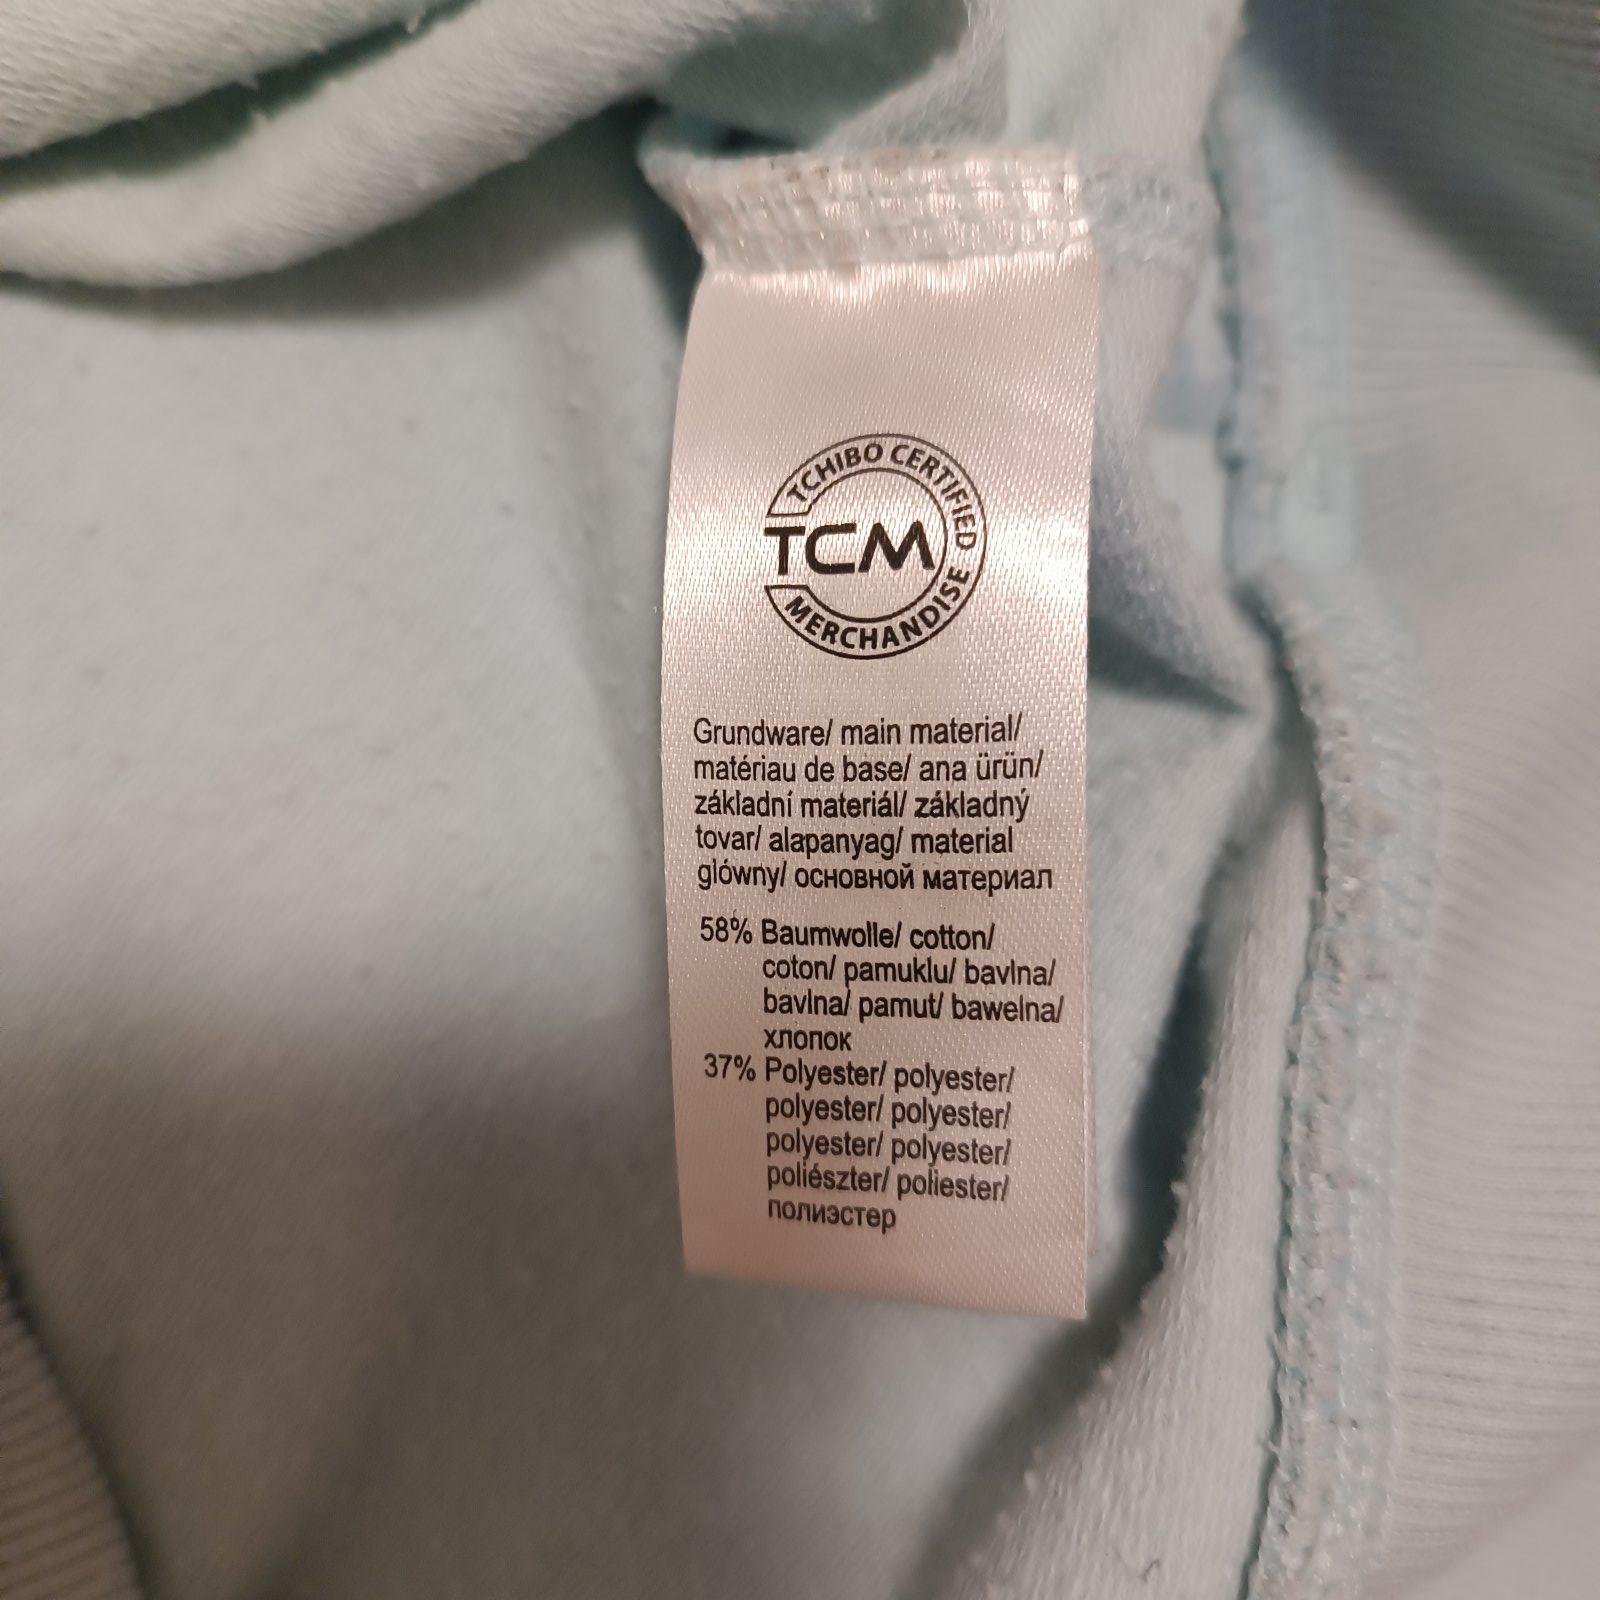 TCHIBO CERTIFIED
TCM
MERCHANDISE
Grundware/ main material/
matériau de base/ ana ürün/
základní materiál/ základný
tovar/ alapanyag/ material
glówny/ основной материал
58% Baumwolle/ cotton/
coton/ pamuklu/ bavlna/
bavlna/ pamut/ bawelna/
хлопок
37% Polyester/ polyester/
polyester/ polyester/
polyester/ polyester/
poliészter/ poliester/
полиэстер